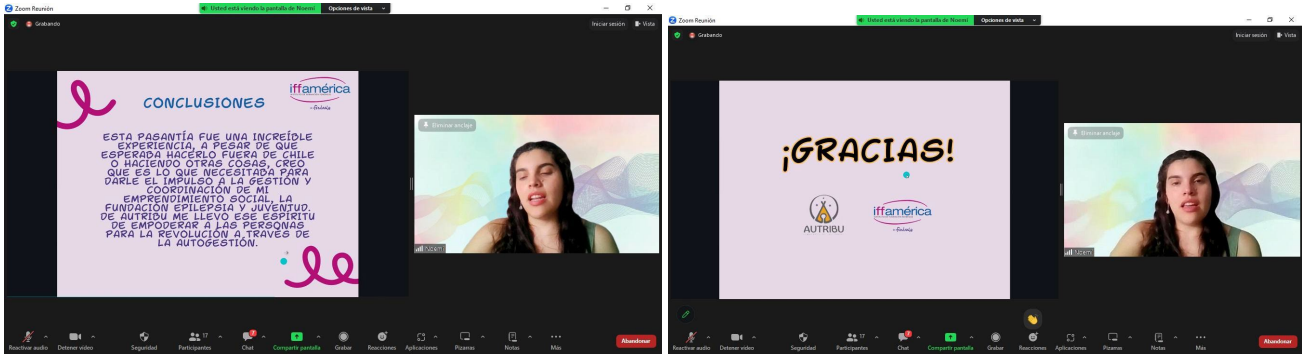 Zoom Reunión
Usted está viendo la pantalla de Noemi
Opciones de vista
Grabando
Iniciar sesión
Vista
iffamérica
CONCLUSIONES
ESTA PASANTÍA FUE UNA INCREÍBLE
EXPERIENCIA, A PESAR DE QUE
ESPERABA HACERLO FUERA DE CHILE
O HACIENDO OTRAS COSAS, CREO
QUE ES LO QUE NECESITABA PARA
DARLE EL IMPULSO A LA GESTIÓN Y
COORDINACIÓN DE MI
EMPRENDIMIENTO SOCIAL, LA
FUNDACIÓN EPILEPSIA Y JUVENTUD.
DE AUTRIBU ME LLEVÓ ESE ESPÍRITU
DE EMPODERAR A LAS PERSONAS
PARA LA REVOLUCIÓN A TRAVÉS DE
LA AUTOGESTIÓN.
Eliminar anclaje
Noemi
Reactivar audio
Detener video
Seguridad
Participantes
17
Chat
7
Compartir pantalla
Grabar
Reacciones
Aplicaciones
Pizarras
Notas
Más
Abandonar
Zoom Reunión
Usted está viendo la pantalla de Noemi
Opciones de vista
Grabando
Iniciar sesión
Vista
¡GRACIAS!
AUTRIBU
iffamérica
Eliminar anclaje
Noemi
Reactivar audio
Detener video
Seguridad
Participantes
17
Chat
Compartir pantalla
Grabar
Reacciones
Aplicaciones
Pizarras
Notas
Más
Abandonar